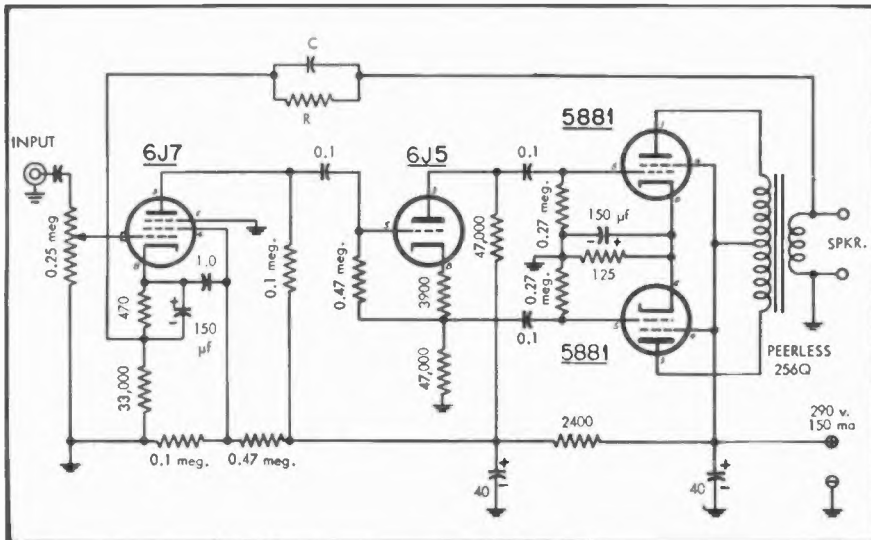 C
R
INPUT
6J7
0.1
6J5
0.1
5881
0.25 meg
470
1.0
150
μf
33,000
0.1 meg.
0.47 meg.
47,000
3900
47,000
0.27
meg.
150 μf
125
0.27
meg.
0.1
5881
SPKR.
PEERLESS
256Q
0.1 meg.
0.47 meg.
2400
290 v.
150 ma
40
40
+
-
+
-
+
-
+
-
+
-